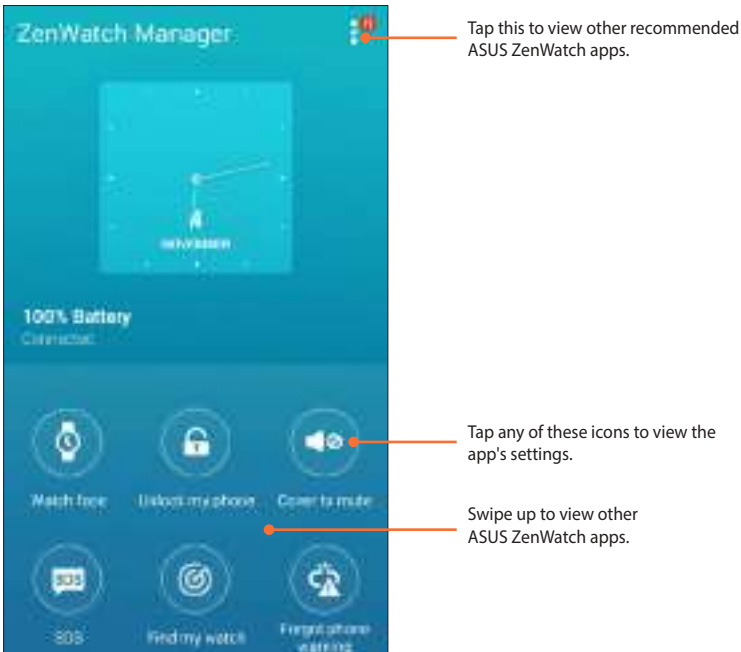 ZenWatch Manager
Tap this to view other recommended
ASUS ZenWatch apps.
NOVEMBER
100% Battery
Connected
Tap any of these icons to view the
app's settings.
Watch face
Unlock my phone
Cover to mute
Swipe up to view other
ASUS ZenWatch apps.
SOS
SOS
Find my watch
Forgot phone
warning